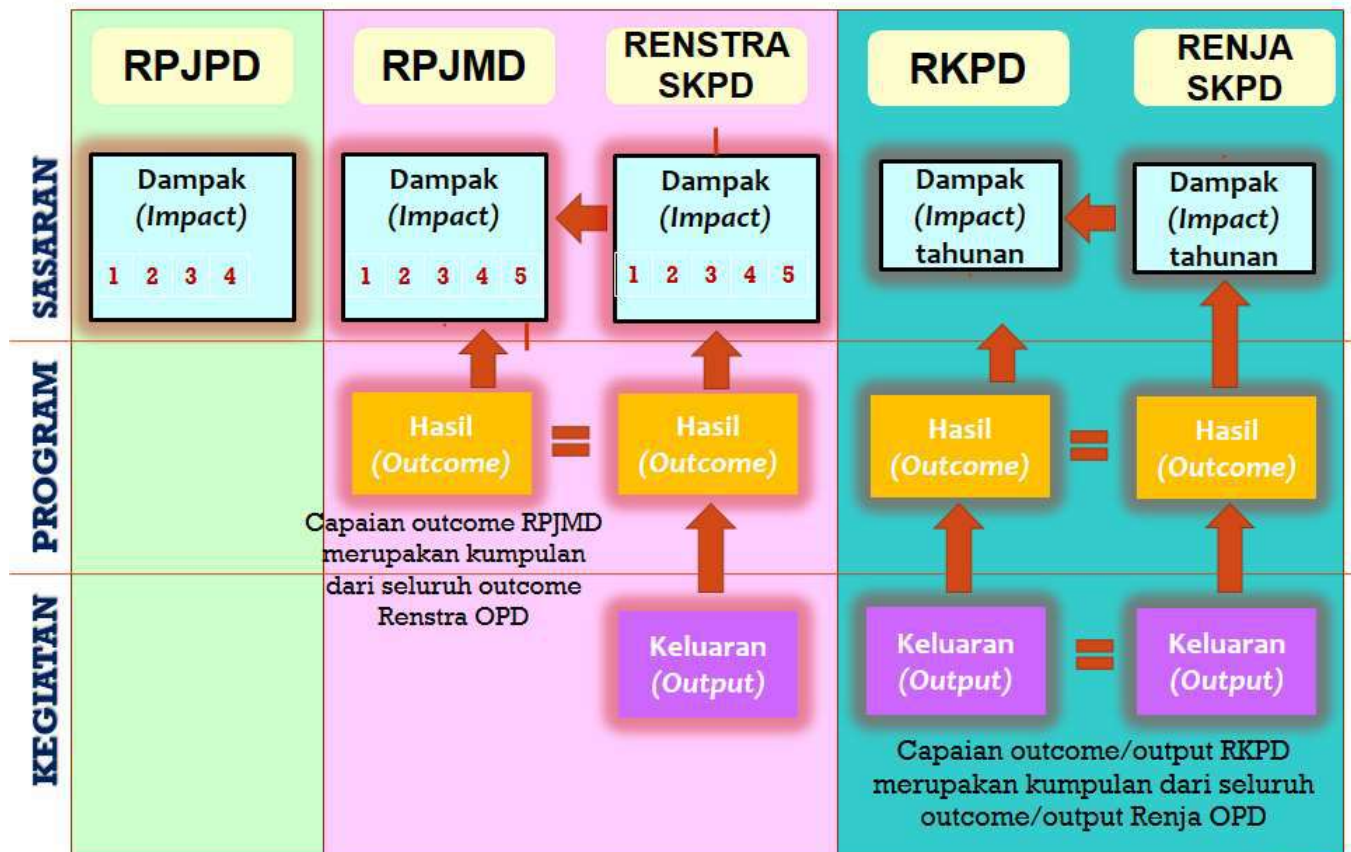 RPJPD
RPJMD
RENSTRA
SKPD
RKPD
RENJA
SKPD
SASARAN
Dampak
(Impact)
1 2 3 4
Dampak
(Impact)
1 2 3 4 5
Dampak
(Impact)
1 2 3 4 5
Dampak
(Impact)
tahunan
Dampak
(Impact)
tahunan
PROGRAM
Hasil
(Outcome)
=
Hasil
(Outcome)
Hasil
(Outcome)
=
Hasil
(Outcome)
Capaian outcome RPJMD
merupakan kumpulan
dari seluruh outcome
Renstra OPD
KEGIATAN
Keluaran
(Output)
Keluaran
(Output)
=
Keluaran
(Output)
Capaian outcome/output RKPD
merupakan kumpulan dari seluruh
outcome/output Renja OPD